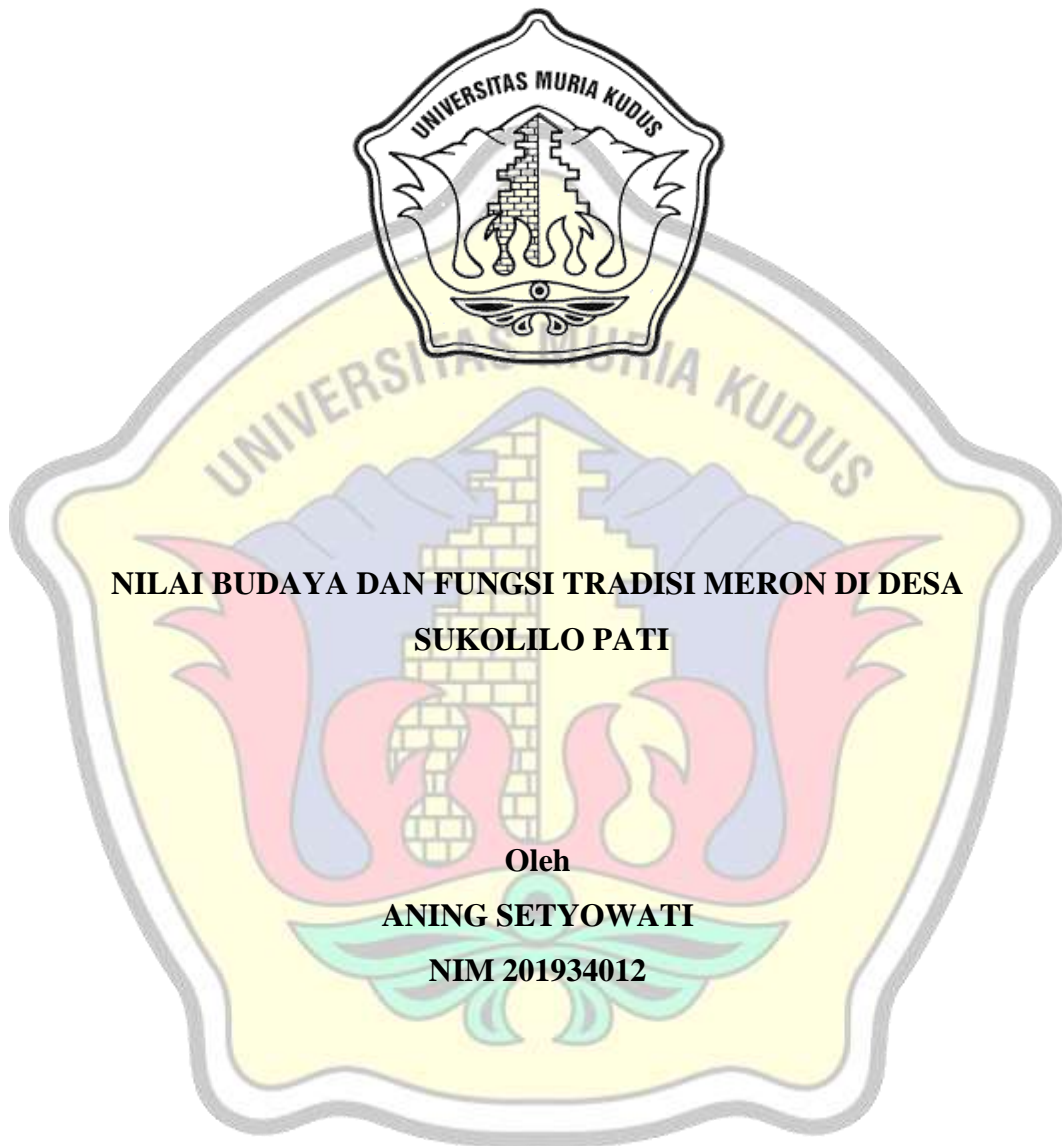 UNIVERSITAS MURIA KUDUS
UNIVERSITAS MURIA KUDUS
NILAI BUDAYA DAN FUNGSI TRADISI MERON DI DESA
SUKOLILO PATI
Oleh
ANING SETYOWATI
NIM 201934012